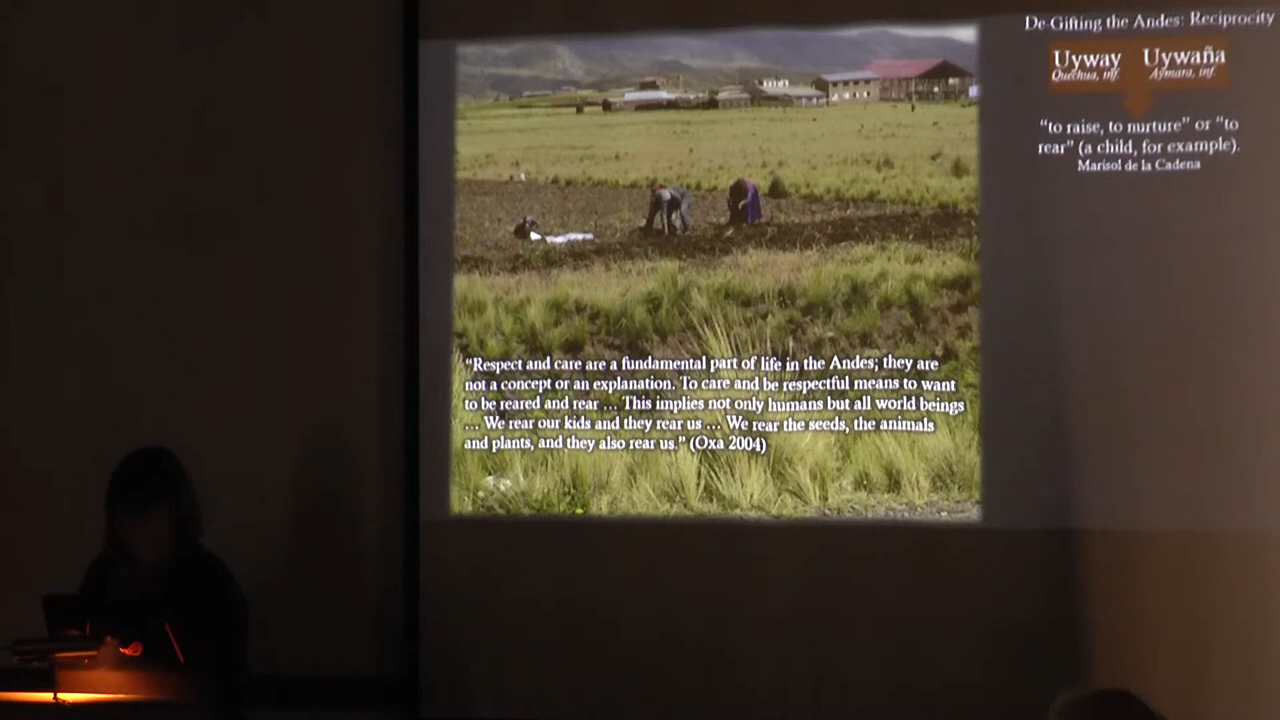 De-Gifting the Andes: Reciprocity
Uyway Uywaña
Quechua, inf. Aymara, inf.
“to raise, to nurture” or “to
rear” (a child, for example).
Marisol de la Cadena
“Respect and care are a fundamental part of life in the Andes; they are
not a concept or an explanation. To care and be respectful means to want
to be reared and rear ... This implies not only humans but all world beings
... We rear our kids and they rear us ... We rear the seeds, the animals
and plants, and they also rear us.” (Oxa 2004)